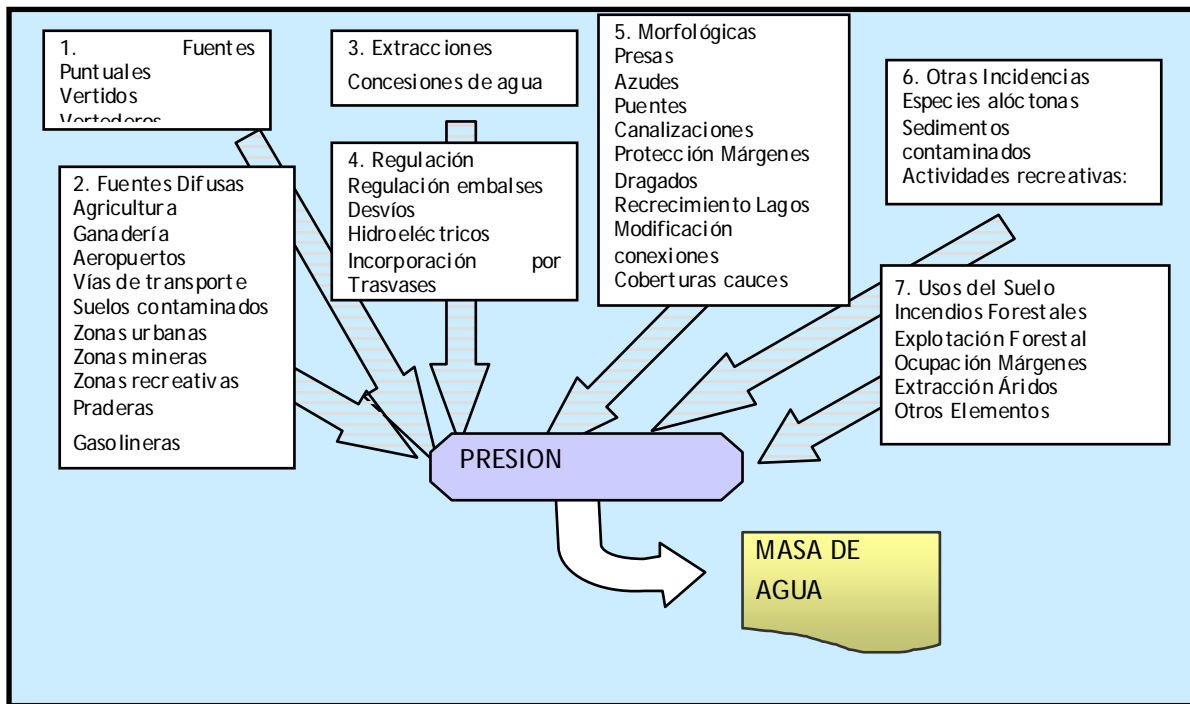 1. Fuentes
Puntuales
Vertidos
Vertederos
2. Fuentes Difusas
Agricultura
Ganadería
Aeropuertos
Vías de transporte
Suelos contaminados
Zonas urbanas
Zonas mineras
Zonas recreativas
Praderas
Gasolineras
3. Extracciones
Concesiones de agua
4. Regulación
Regulación embalses
Desvíos
Hidroeléctricos
Incorporación por
Trasvases
5. Morfológicas
Presas
Azudes
Puentes
Canalizaciones
Protección Márgenes
Dragados
Recrecimiento Lagos
Modificación
conexiones
Coberturas cauces
6. Otras Incidencias
Especies alóctonas
Sedimentos
contaminados
Actividades recreativas:
7. Usos del Suelo
Incendios Forestales
Explotación Forestal
Ocupación Márgenes
Extracción Áridos
Otros Elementos
PRESION
MASA DE
AGUA